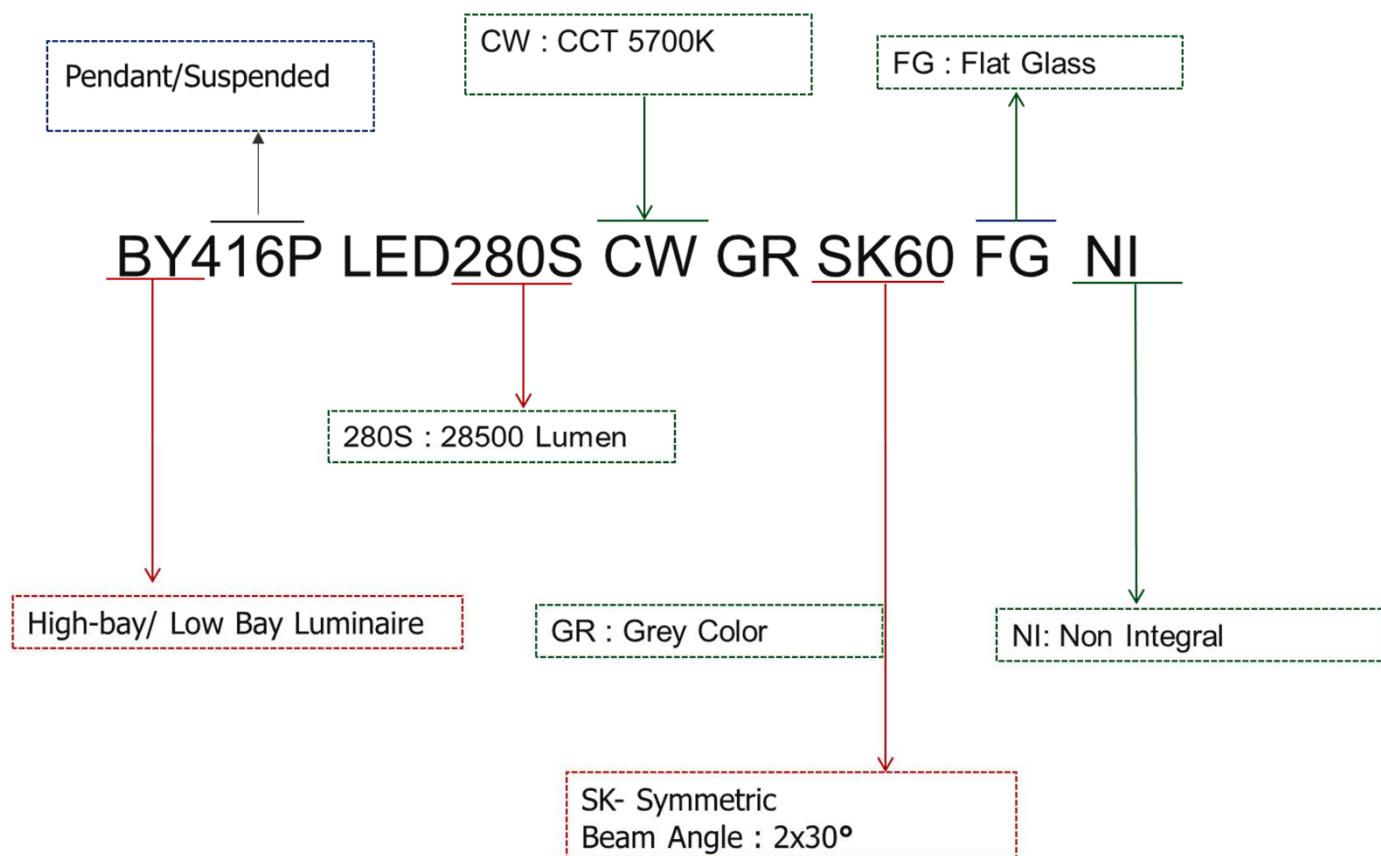 CW : CCT 5700K
FG : Flat Glass
Pendant/Suspended
BY416P LED280S CW GR SK60 FG NI
280S : 28500 Lumen
High-bay/ Low Bay Luminaire
GR : Grey Color
NI: Non Integral
SK- Symmetric
Beam Angle : 2x30°